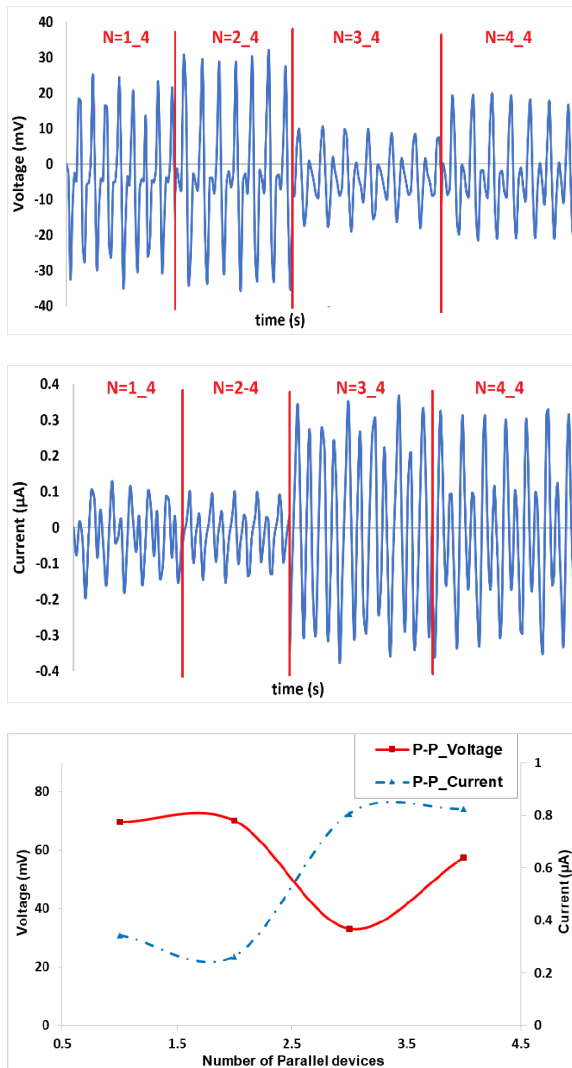 N=1_4 N=2_4 N=3_4 N=4_4
40
30
20
10
0
-10
-20
-30
-40
Voltage (mV)
time (s)
N=1_4 N=2-4 N=3_4 N=4_4
0.4
0.3
0.2
0.1
0
-0.1
-0.2
-0.3
-0.4
Current (µA)
time (s)
P-P_Voltage
P-P_Current
80
60
40
20
0
Voltage (mV)
1
0.8
0.6
0.4
0.2
0
Current (µA)
0.5 1.5 2.5 3.5 4.5
Number of Parallel devices